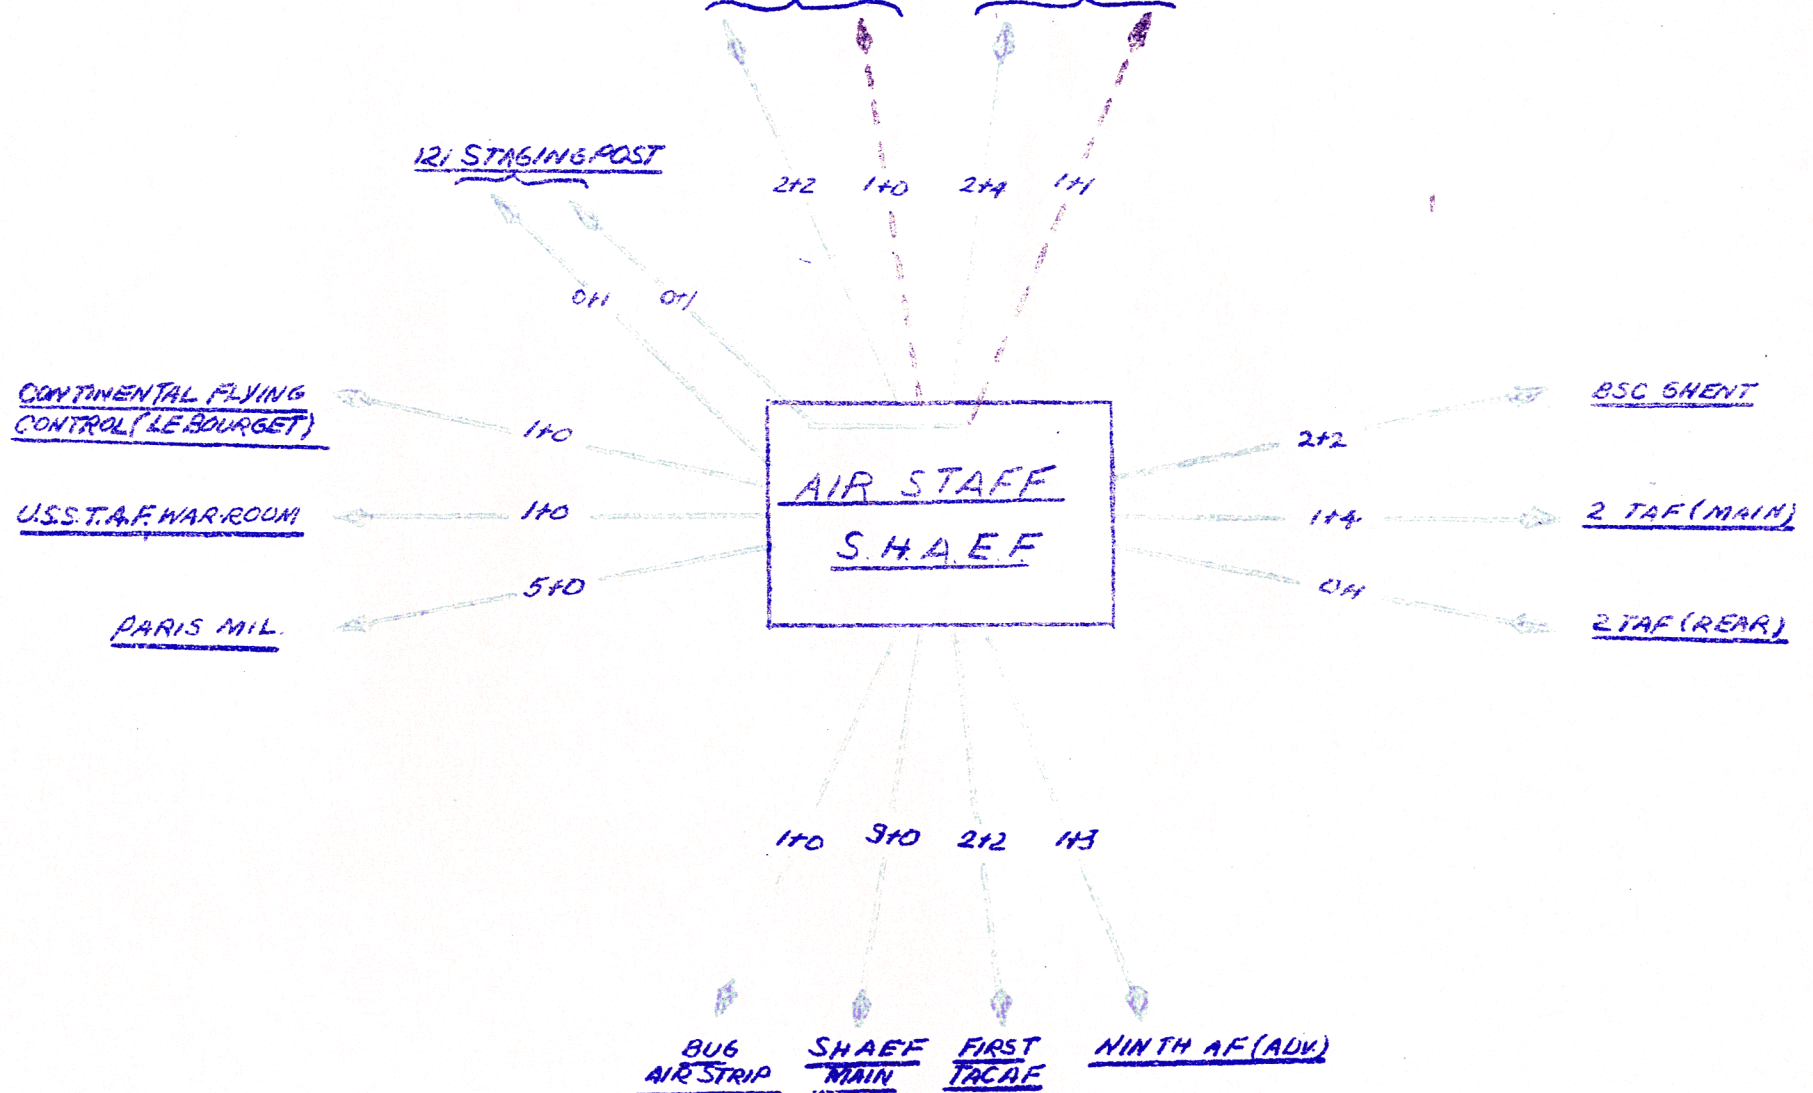 121 STAGING POST
2+2 1+0 2+4 1+1
0+1 0+1
CONTINENTAL FLYING
CONTROL (LE BOURGET)
1+0
U.S.S.T.A.F. WAR-ROOM
1+0
PARIS MIL.
5+0
AIR STAFF
S.H.A.E.F
2+2
BSC GHENT
1+4
2 TAF (MAIN)
0+1
2 TAF (REAR)
1+0 9+0 2+2 1+3
BUG
AIR STRIP
SHAEF
MAIN
FIRST
TACAF
NINTH AF (ADV.)